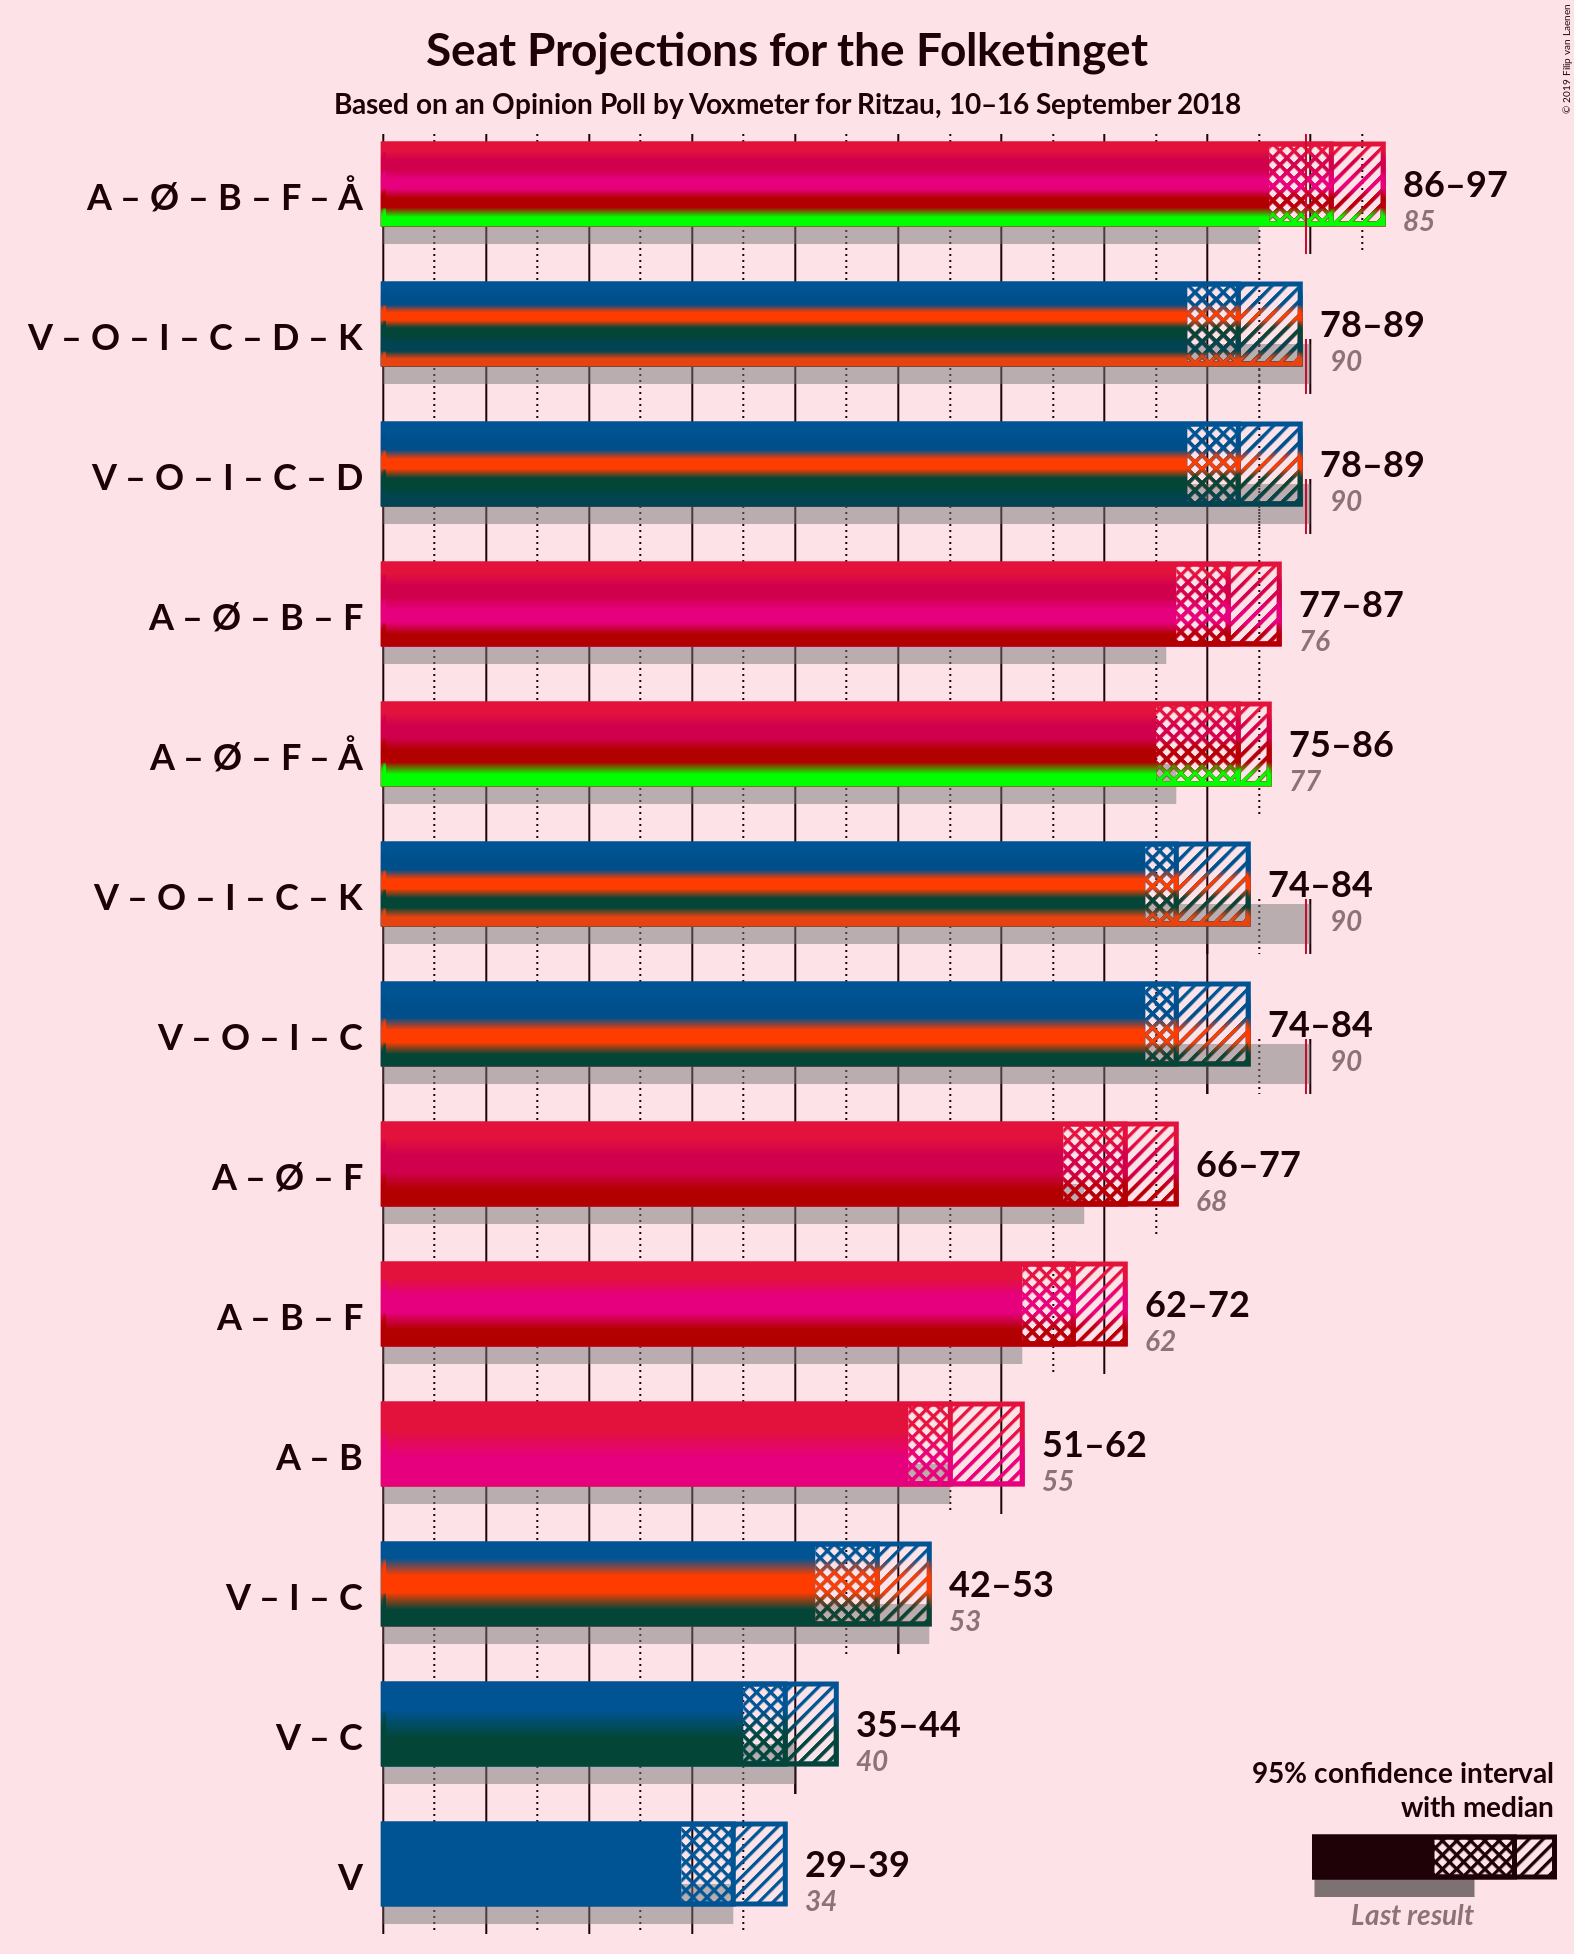 Seat Projections for the Folketinget
Based on an Opinion Poll by Voxmeter for Ritzau, 10–16 September 2018
© 2019 Filip van Laenen
A – Ø – B – F – Å
86–97
85
V – O – I – C – D – K
78–89
90
V – O – I – C – D
78–89
90
A – Ø – B – F
77–87
76
A – Ø – F – Å
75–86
77
V – O – I – C – K
74–84
90
V – O – I – C
74–84
90
A – Ø – F
66–77
68
A – B – F
62–72
62
A – B
51–62
55
V – I – C
42–53
53
V – C
35–44
40
V
29–39
34
95% confidence interval
with median
Last result